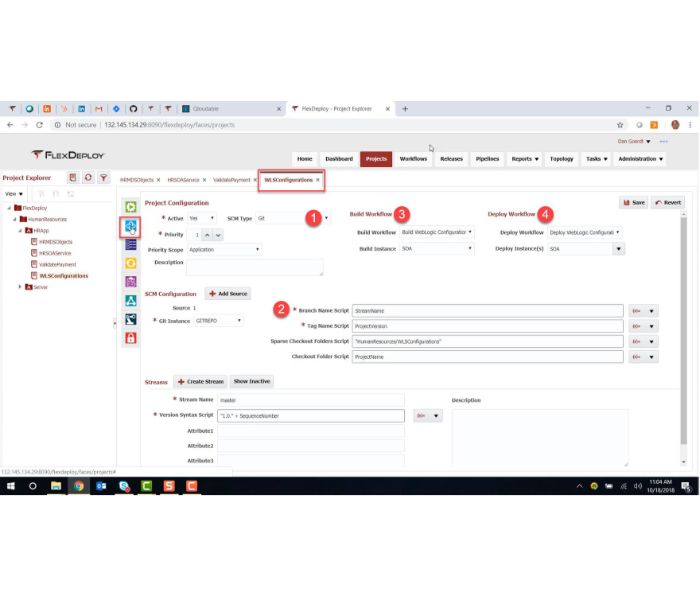 Cloudable
FlexDeploy - Project Explorer
Not secure | 132.145.134.29:8090/flexdeploy/faces/projects
Dan Goerdt
FLEXDEPLOY
Home Dashboard Projects Workflows Releases Pipelines Reports Topology Tasks Administration
Project Explorer
HRMDSObjects HRSOAService ValidatePayment WLSConfigurations
View
FlexDeploy
HumanResources
HRApp
HRMDSObjects
HRSOAService
ValidatePayment
WLSConfigurations
Server
Project Configuration
Save Revert
* Active Yes SCM Type Git 1
Build Workflow 3
Deploy Workflow 4
* Priority 1
Build Workflow Build WebLogic Configuration
Deploy Workflow Deploy WebLogic Configurati
Priority Scope Application
Build Instance SOA
Deploy Instance(s) SOA
Description
SCM Configuration Add Source
Source 1
* Git Instance GITREPO
2 * Branch Name Script StreamName
* Tag Name Script ProjectVersion
Sparse Checkout Folders Script "HumanResources/WLSConfigurations"
Checkout Folder Script ProjectName
Streams Create Stream Show Inactive
* Stream Name master
Description
* Version Syntax Script "1.0." + SequenceNumber
Attribute1
Attribute2
Attribute3
132.145.134.29:8090/flexdeploy/faces/projects#
11:04 AM
10/18/2018